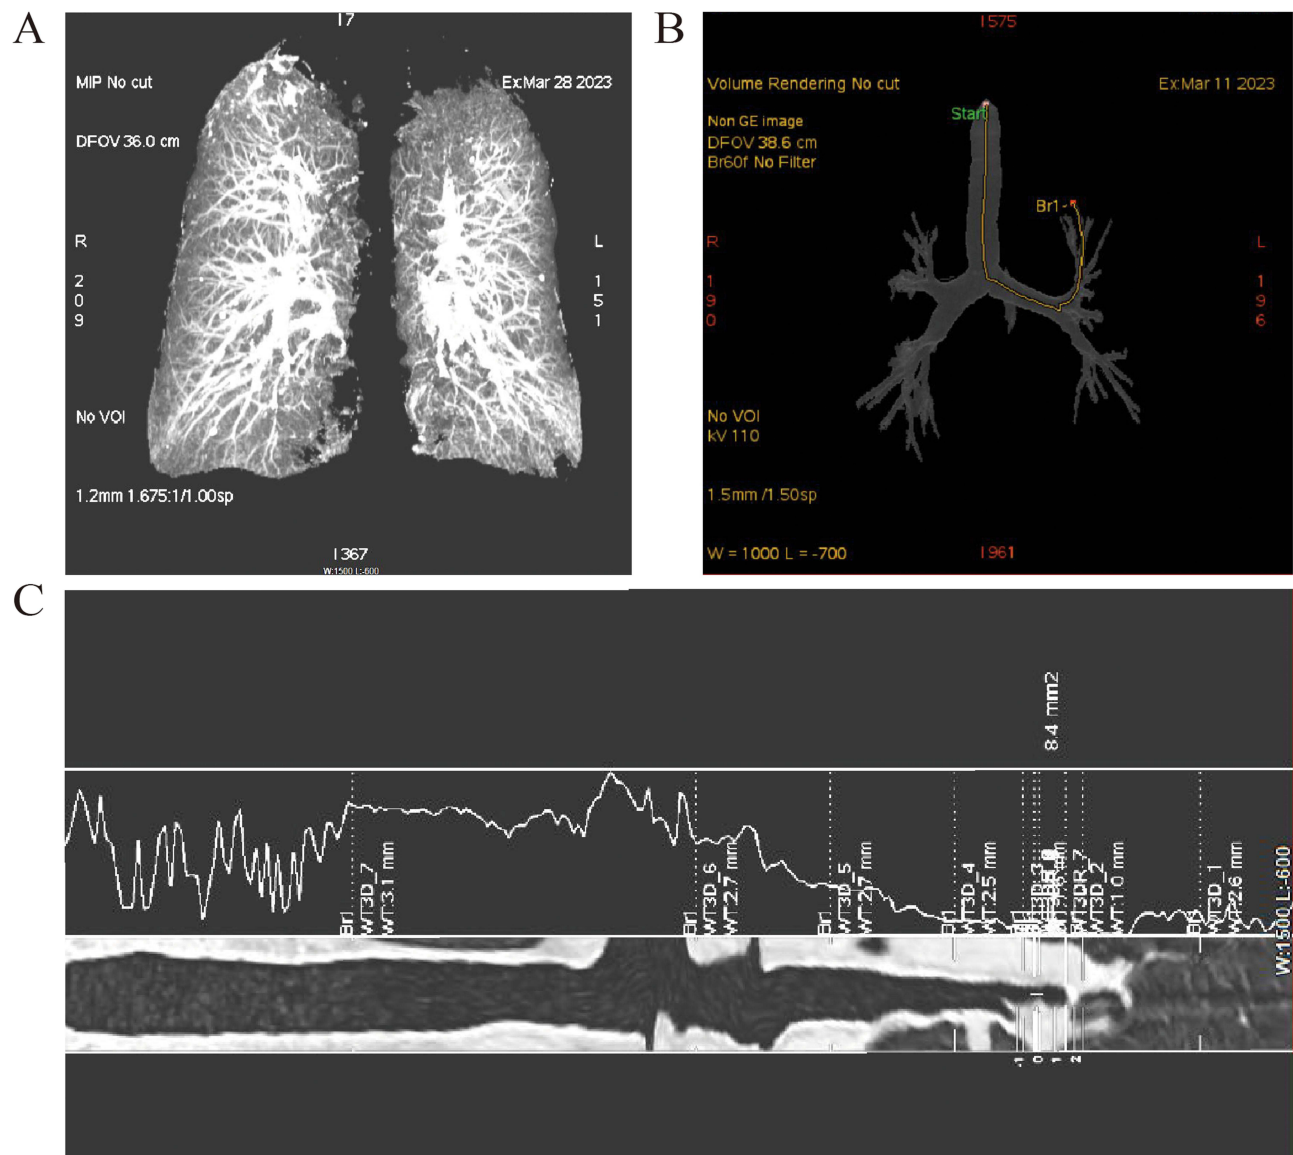 A
I7
MIP No cut
Ex:Mar 28 2023
DFOV 36.0 cm
R
2
0
9
L
1
5
1
No VOI
1.2mm 1.675:1/1.00sp
I367
W:1500 L:-600
B
I575
Volume Rendering No cut
Ex:Mar 11 2023
Non GE image
DFOV 38.6 cm
Br60f No Filter
Start
Br1
R
1
9
0
L
1
9
6
No VOI
kV 110
1.5mm /1.50sp
W = 1000 L = -700
I961
C
8.4 mm2
Br1
WT3D_7
WT:3.1 mm
Br1
WT3D_6
WT:2.7 mm
Br1
WT3D_5
WT:2.7 mm
Br1
WT3D_4
WT:2.5 mm
WT3DR_7
WT3D_2
WT:1.0 mm
Br1
WT3D_1
WT:2.6 mm
W:1500 L:-600
-1
0
1
2